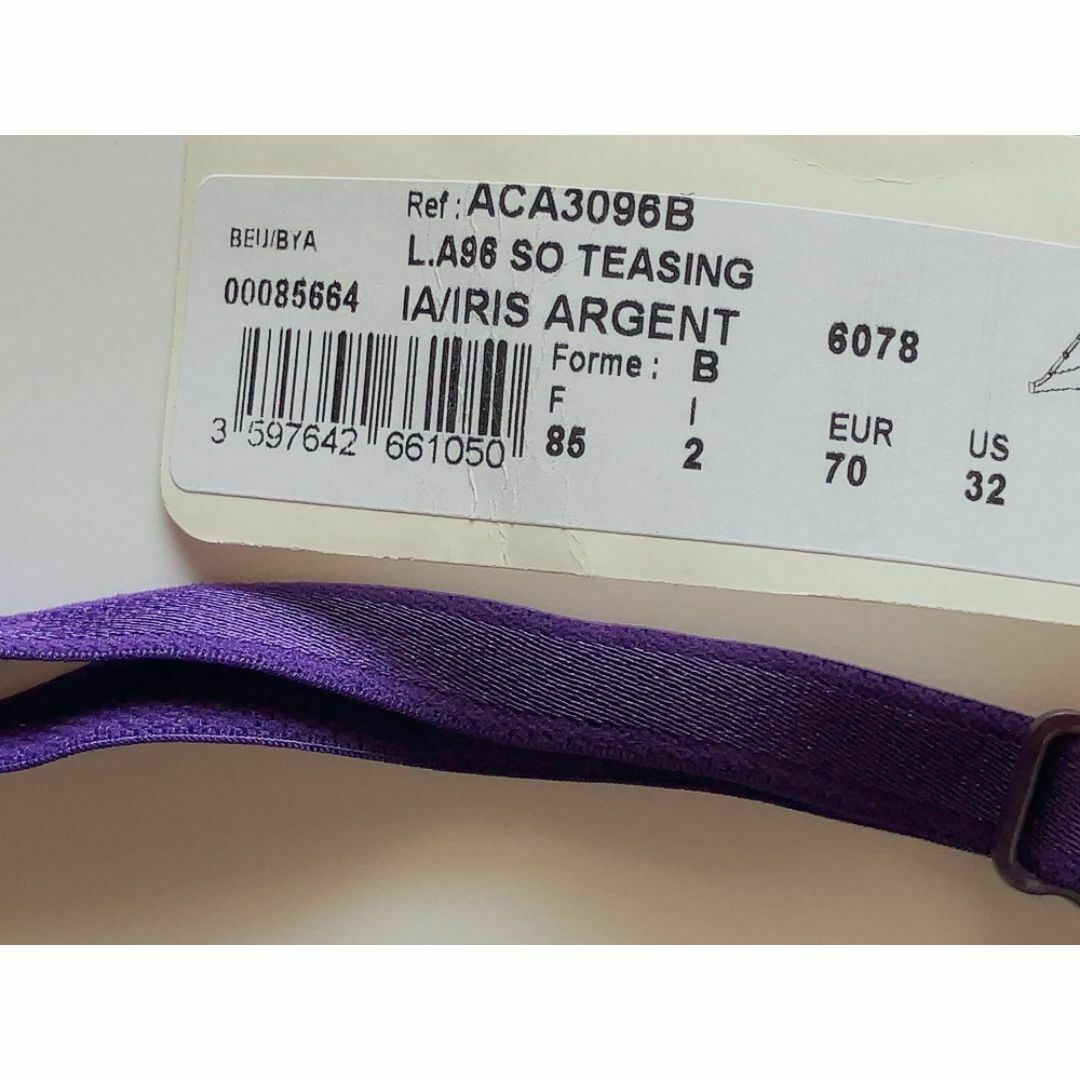 Ref : ACA3096B
BEU/BYA
L.A96 SO TEASING
00085664
IA/IRIS ARGENT
6078
Forme : B
F I EUR US
85 2 70 32
3 597642 661050